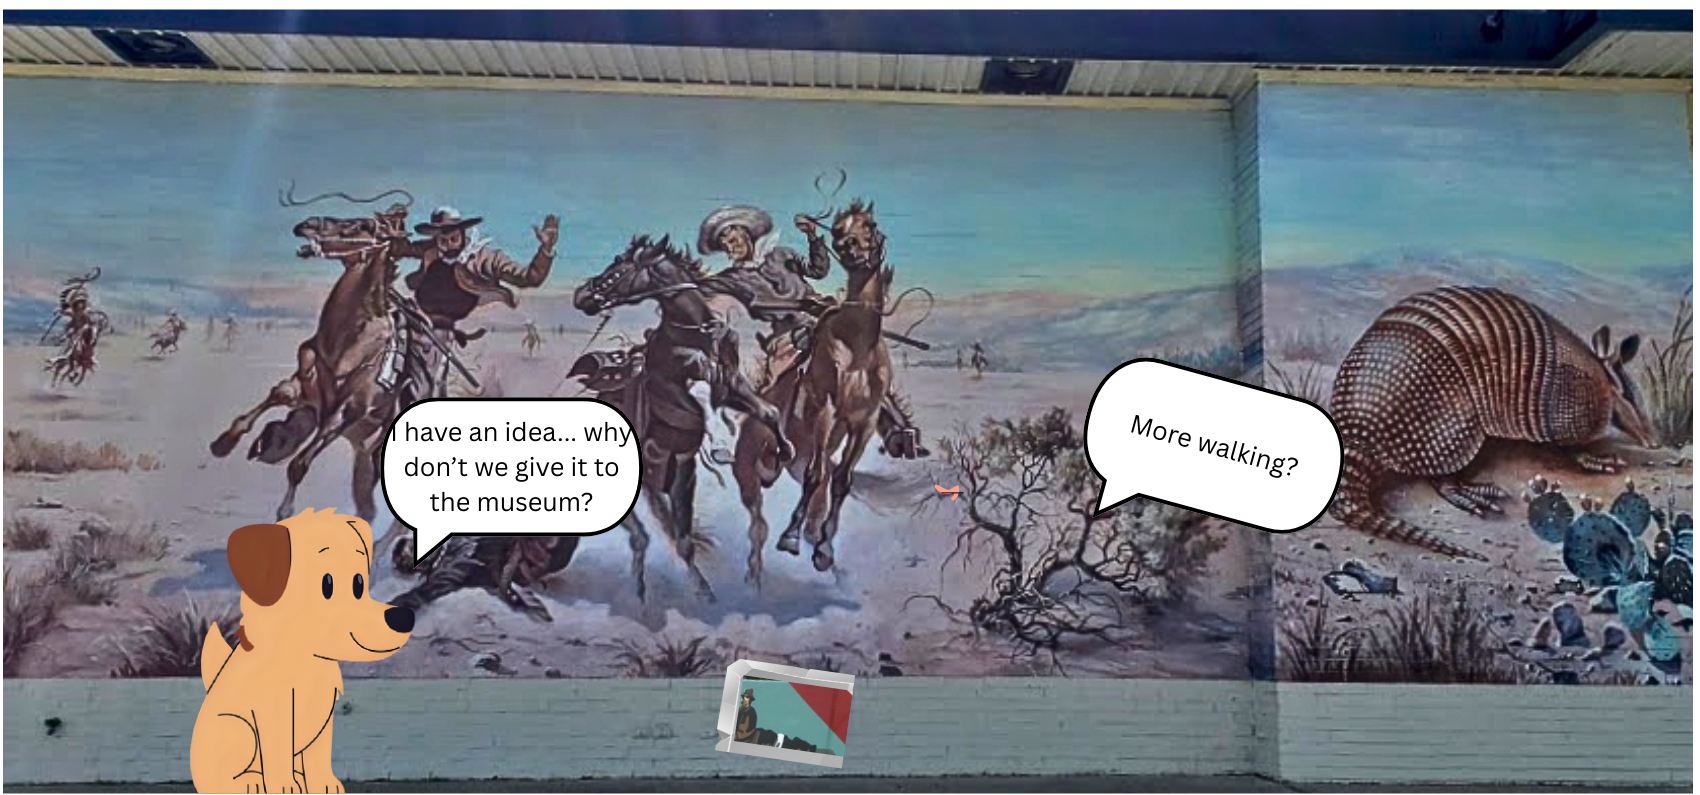 I have an idea... why
don't we give it to
the museum?
More walking?